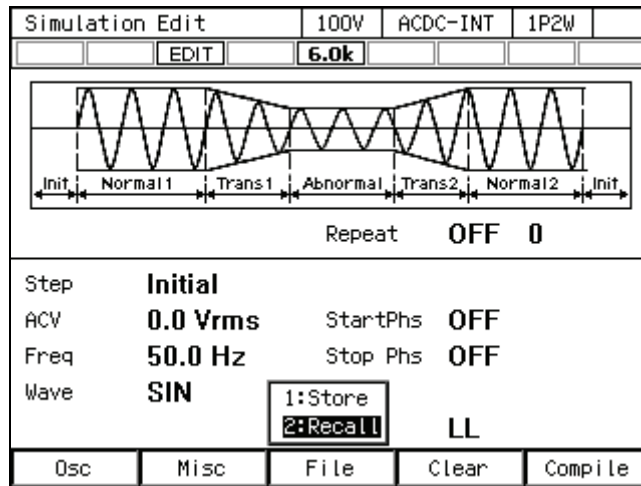 Simulation Edit 100V ACDC-INT 1P2W
EDIT 6.0k
Init Normal1 Trans1 Abnormal Trans2 Normal2 Init
Repeat OFF 0
Step Initial
ACV 0.0 Vrms StartPhs OFF
Freq 50.0 Hz Stop Phs OFF
Wave SIN
1:Store
2:Recall
LL
Osc Misc File Clear Compile